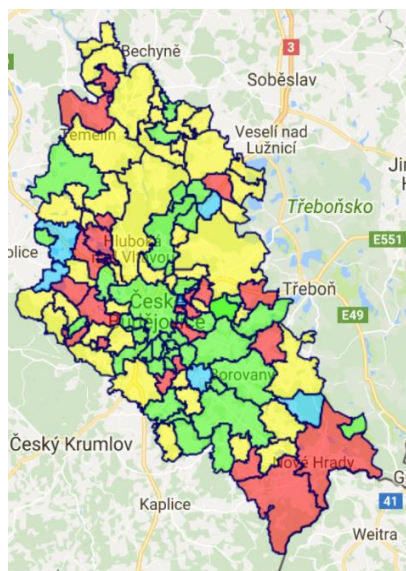 Bechyně
3
Soběslav
Temelín
Veselí nad
Lužnicí
Jin
H
Třeboňsko
olice
Hluboká
nad Vltavou
E551
Třeboň
České
Budějovice
E49
Borovany
Český Krumlov
Nové Hrady
G
Kaplice
41
Weitra